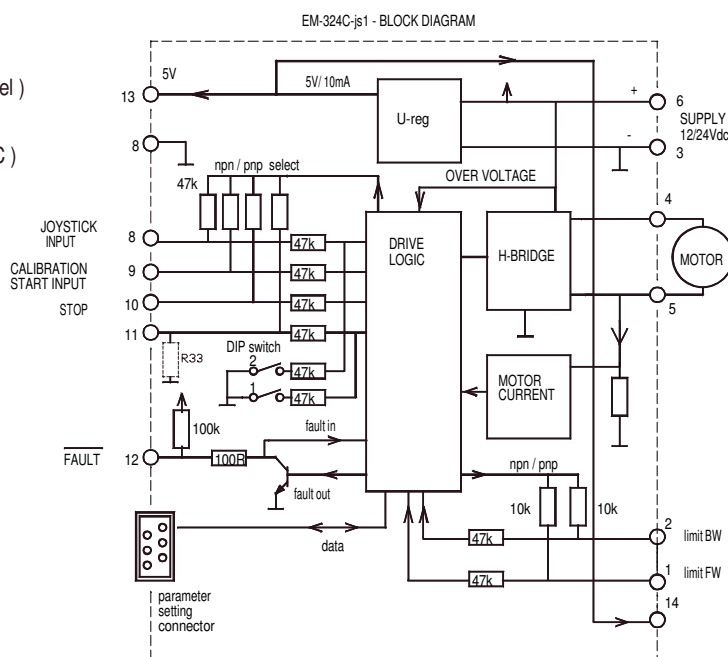 EM-324C-js1 - BLOCK DIAGRAM
el )
C )
5V
13
5V/ 10mA
U-reg
+
6
SUPPLY
12/24Vdc
-
3
8
npn / pnp select
47k
OVER VOLTAGE
4
JOYSTICK
INPUT
8
47k
DRIVE
LOGIC
H-BRIDGE
MOTOR
CALIBRATION
START INPUT
9
47k
STOP
10
47k
5
11
47k
R33
DIP switch
2
47k
1
47k
MOTOR
CURRENT
100k
fault in
FAULT
12
100R
npn / pnp
fault out
10k
10k
data
47k
2
limit BW
47k
1
limit FW
14
parameter
setting
connector